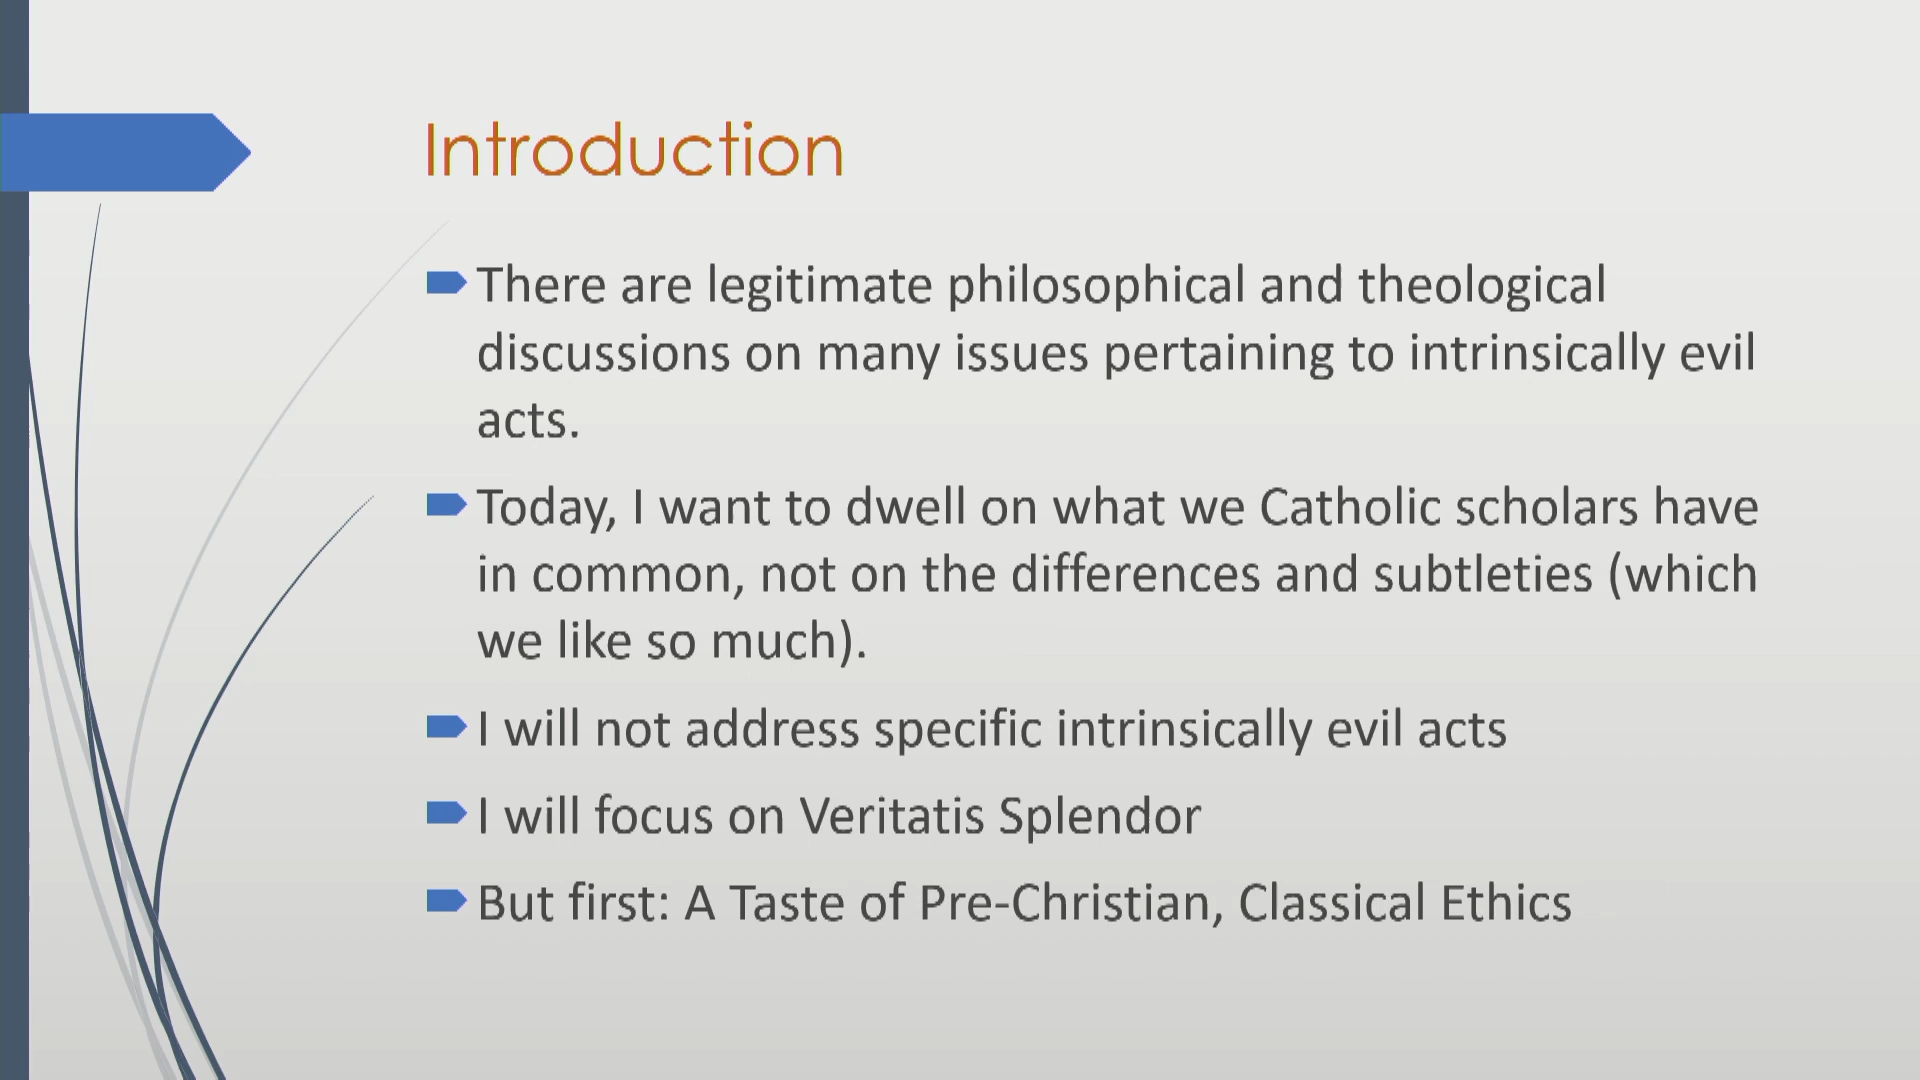 Introduction
There are legitimate philosophical and theological
discussions on many issues pertaining to intrinsically evil
acts.
Today, I want to dwell on what we Catholic scholars have
in common, not on the differences and subtleties (which
we like so much).
I will not address specific intrinsically evil acts
I will focus on Veritatis Splendor
But first: A Taste of Pre-Christian, Classical Ethics